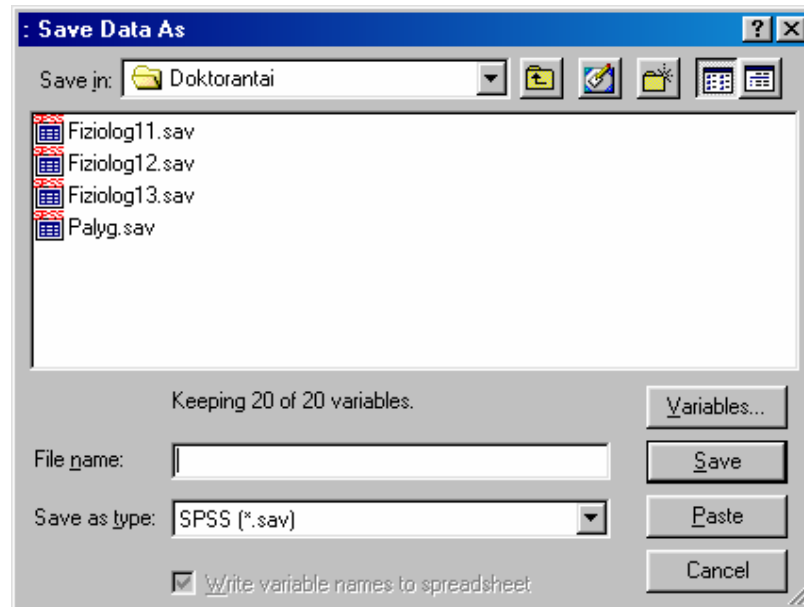 : Save Data As
Save in: Doktorantai
Fiziolog11.sav
Fiziolog12.sav
Fiziolog13.sav
Palyg.sav
Keeping 20 of 20 variables.
Variables...
File name:
Save
Save as type: SPSS (*.sav)
Paste
Write variable names to spreadsheet
Cancel